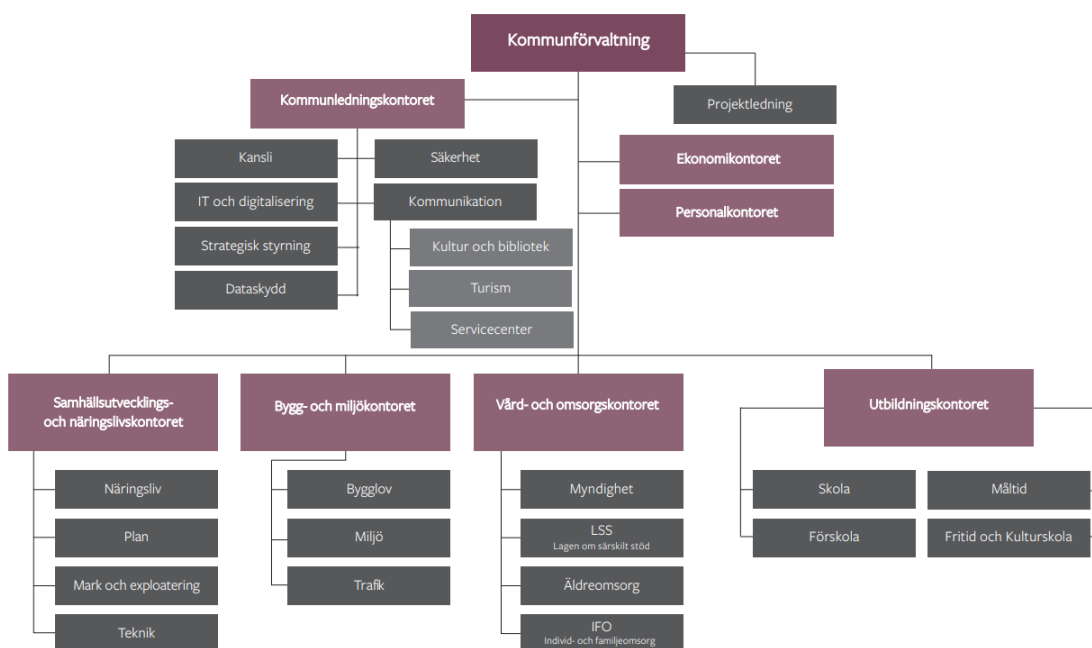 Kommunförvaltning
Kommunledningskontoret
Projektledning
Kansli
Säkerhet
Ekonomikontoret
IT och digitalisering
Kommunikation
Personalkontoret
Strategisk styrning
Kultur och bibliotek
Dataskydd
Turism
Servicecenter
Samhällsutvecklings-
och näringslivskontoret
Bygg- och miljökontoret
Vård- och omsorgskontoret
Utbildningskontoret
Näringsliv
Plan
Mark och exploatering
Teknik
Bygglov
Miljö
Trafik
Myndighet
LSS
Lagen om särskilt stöd
Äldreomsorg
IFO
Individ- och familjeomsorg
Skola
Måltid
Förskola
Fritid och Kulturskola